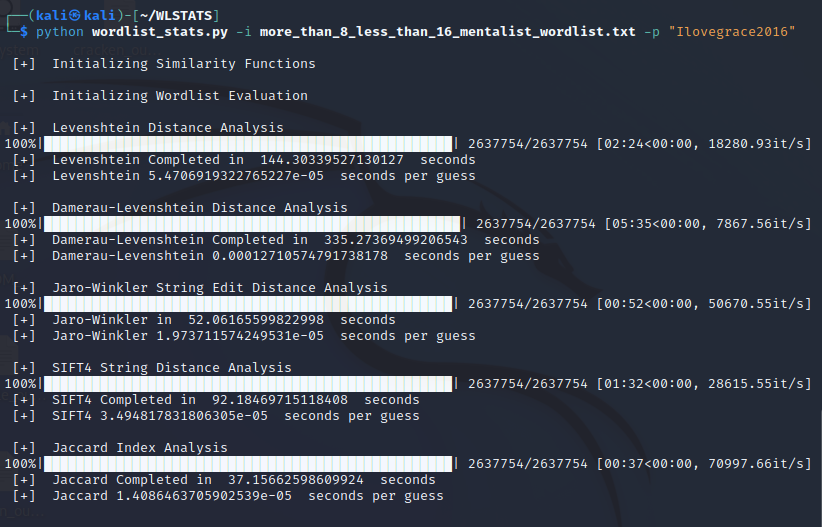 ┌──(kali㉿kali)-[~/WLSTATS]
└─$ python wordlist_stats.py -i more_than_8_less_than_16_mentalist_wordlist.txt -p "Ilovegrace2016"
[+] Initializing Similarity Functions
[+] Initializing Wordlist Evaluation
[+] Levenshtein Distance Analysis
100%| | 2637754/2637754 [02:24<00:00, 18280.93it/s]
[+] Levenshtein Completed in 144.30339527130127 seconds
[+] Levenshtein 5.4706919322765227e-05 seconds per guess
[+] Damerau-Levenshtein Distance Analysis
100%| | 2637754/2637754 [05:35<00:00, 7867.56it/s]
[+] Damerau-Levenshtein Completed in 335.27369499206543 seconds
[+] Damerau-Levenshtein 0.00012710574791738178 seconds per guess
[+] Jaro-Winkler String Edit Distance Analysis
100%| | 2637754/2637754 [00:52<00:00, 50670.55it/s]
[+] Jaro-Winkler in 52.06165599822998 seconds
[+] Jaro-Winkler 1.973711574249531e-05 seconds per guess
[+] SIFT4 String Distance Analysis
100%| | 2637754/2637754 [01:32<00:00, 28615.55it/s]
[+] SIFT4 Completed in 92.18469715118408 seconds
[+] SIFT4 3.494817831806305e-05 seconds per guess
[+] Jaccard Index Analysis
100%| | 2637754/2637754 [00:37<00:00, 70997.66it/s]
[+] Jaccard Completed in 37.15662598609924 seconds
[+] Jaccard 1.4086463705902539e-05 seconds per guess